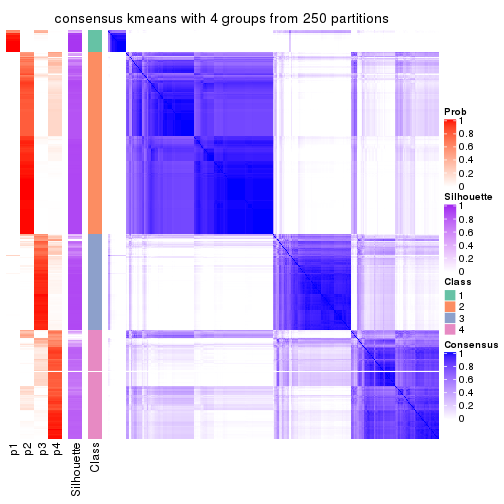 consensus kmeans with 4 groups from 250 partitions
Prob
1
0.8
0.6
0.4
0.2
0
Silhouette
1
0.8
0.6
0.4
0.2
0
Class
1
2
3
4
Consensus
1
0.8
0.6
0.4
0.2
0
p1
p2
p3
p4
Silhouette
Class